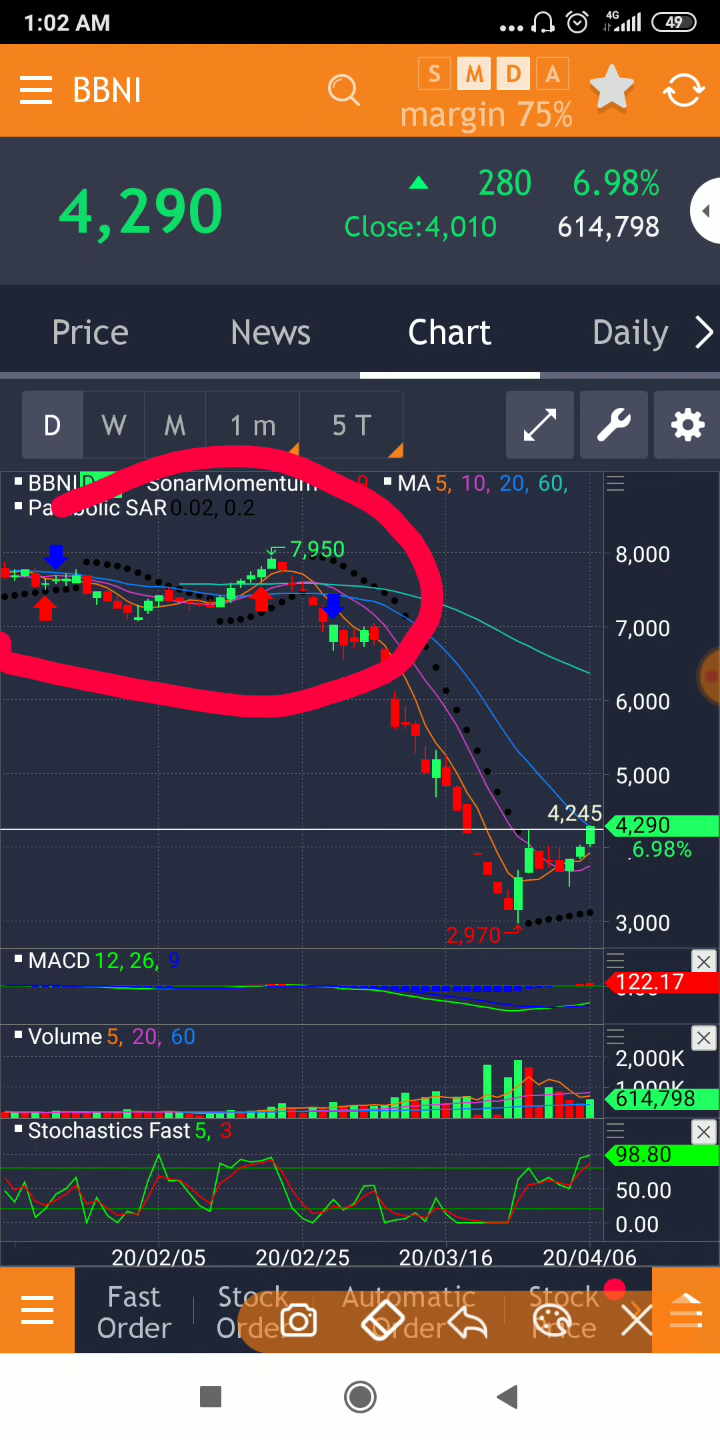 1:02 AM
4G
49
BBNI
S M D A
margin 75%
4,290
280 6.98%
Close:4,010 614,798
Price News Chart Daily
D W M 1 m 5 T
BBNI SonarMomentum 9 MA 5, 10, 20, 60,
Parabolic SAR 0.02, 0.2
7,950
8,000
7,000
6,000
5,000
4,245
4,290
6.98%
3,000
2,970
MACD 12, 26, 9
122.17
Volume 5, 20, 60
2,000K
1,000K
614,798
Stochastics Fast 5, 3
98.80
50.00
0.00
20/02/05 20/02/25 20/03/16 20/04/06
Fast Order
Stock Order
Automatic Order
Stock Price